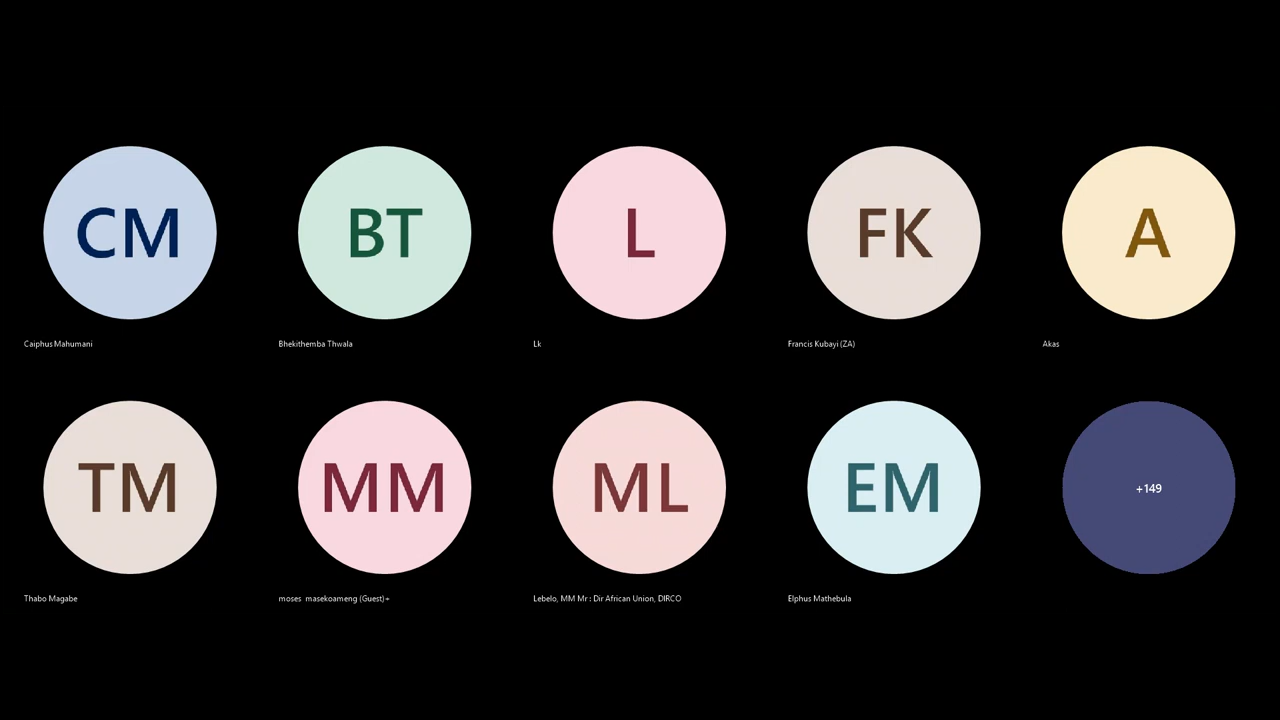 CM
BT
L
FK
A
Caiphus Mahumani
Bhekithemba Thwala
Lk
Francis Kubayi (ZA)
Akas
TM
MM
ML
EM
+149
Thabo Magabe
moses masekoameng (Guest)+
Lebelo, MM Mr : Dir African Union, DIRCO
Elphus Mathebula